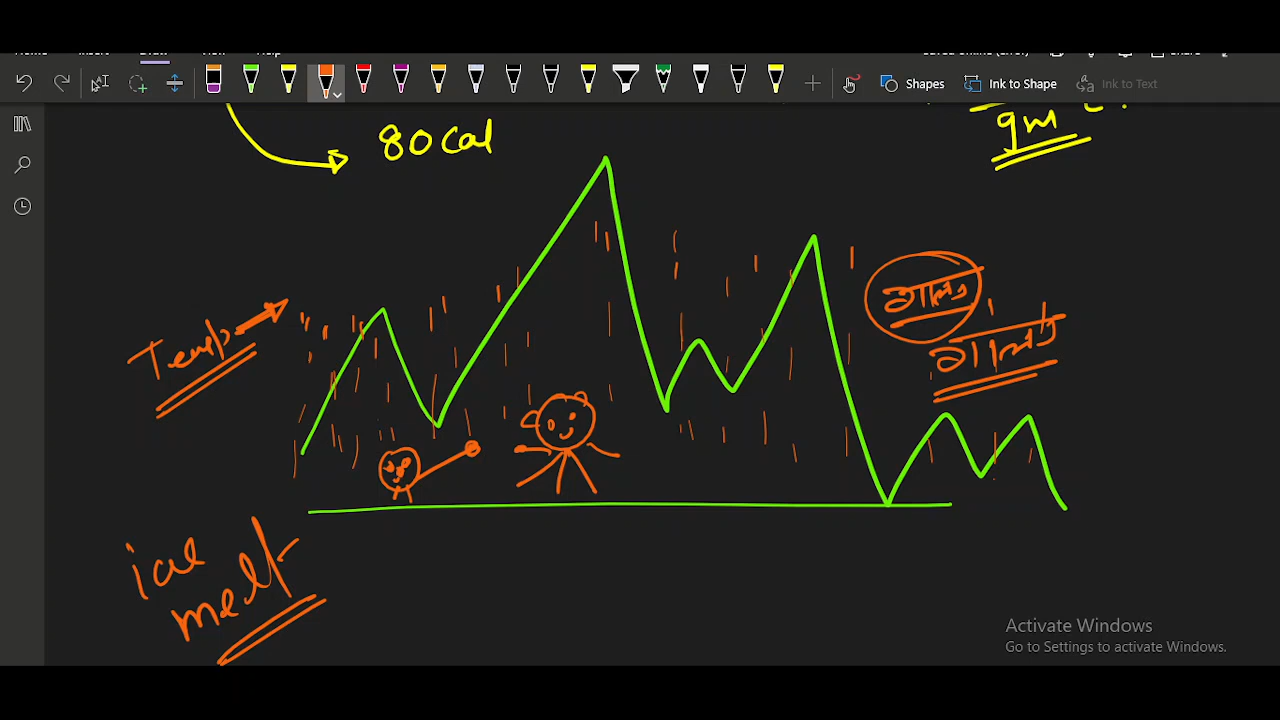 Shapes
Ink to Shape
Ink to Text
80 Cal
gm
Temp
ice
melt
Activate Windows
Go to Settings to activate Windows.